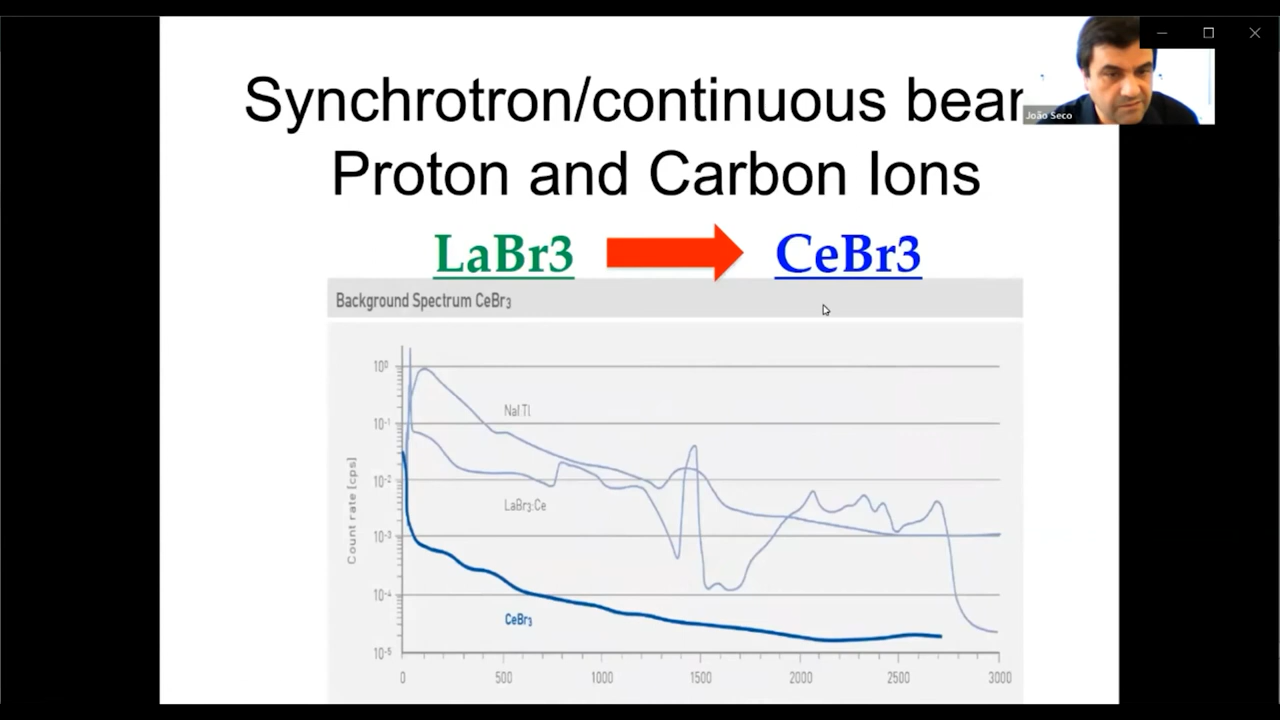 Synchrotron/continuous bear
João Seco
Proton and Carbon Ions
LaBr3
CeBr3
Background Spectrum CeBr₃
10⁰
10⁻¹
10⁻²
10⁻³
10⁻⁴
10⁻⁵
Count rate [cps]
NaI Tl
LaBr₃:Ce
CeBr₃
0 500 1000 1500 2000 2500 3000